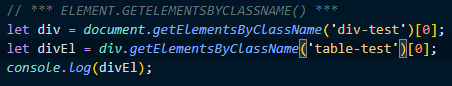 // *** ELEMENT.GETELEMENTSBYCLASSNAME() ***
let div = document.getElementsByClassName('div-test')[0];
let divEl = div.getElementsByClassName('table-test')[0];
console.log(divEl);